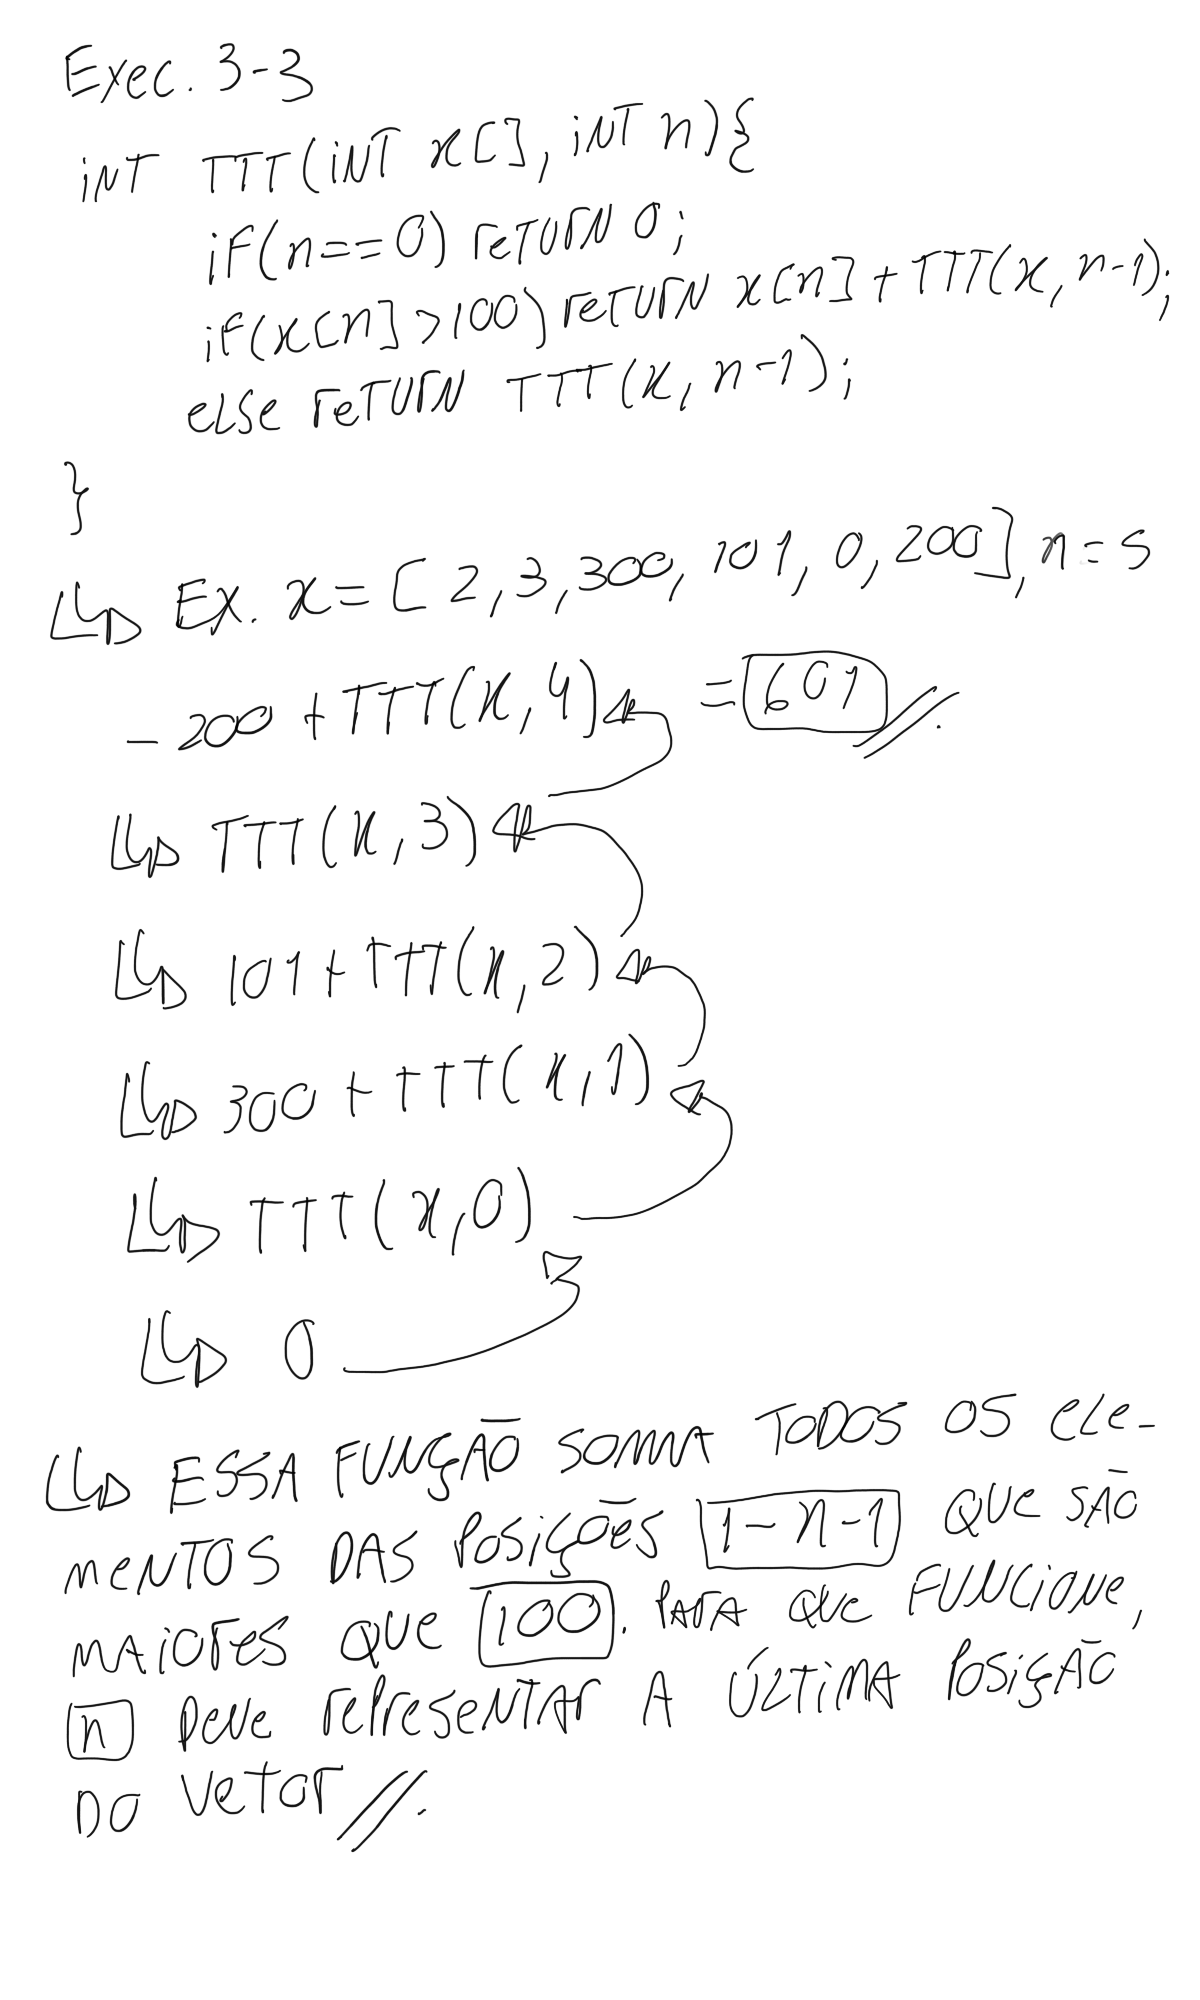 Exec. 3-3
int TTT(int x[], int n){
if(n==0) return 0;
if(x[n]>100) return x[n] + TTT(x, n-1);
else return TTT(x, n-1);
}
Ex. x = [2, 3, 300, 101, 0, 200], n = 5
- 200 + TTT(x, 4) = 601
TTT(x, 3)
101 + TTT(x, 2)
300 + TTT(x, 1)
TTT(x, 0)
0
ESSA FUNÇÃO SOMA TODOS OS ELE-
MENTOS DAS POSIÇÕES 1 - n-1 QUE SÃO
MAIORES QUE 100. PARA QUE FUNCIONE,
n DEVE REPRESENTAR A ÚLTIMA POSIÇÃO
DO VETOR //.